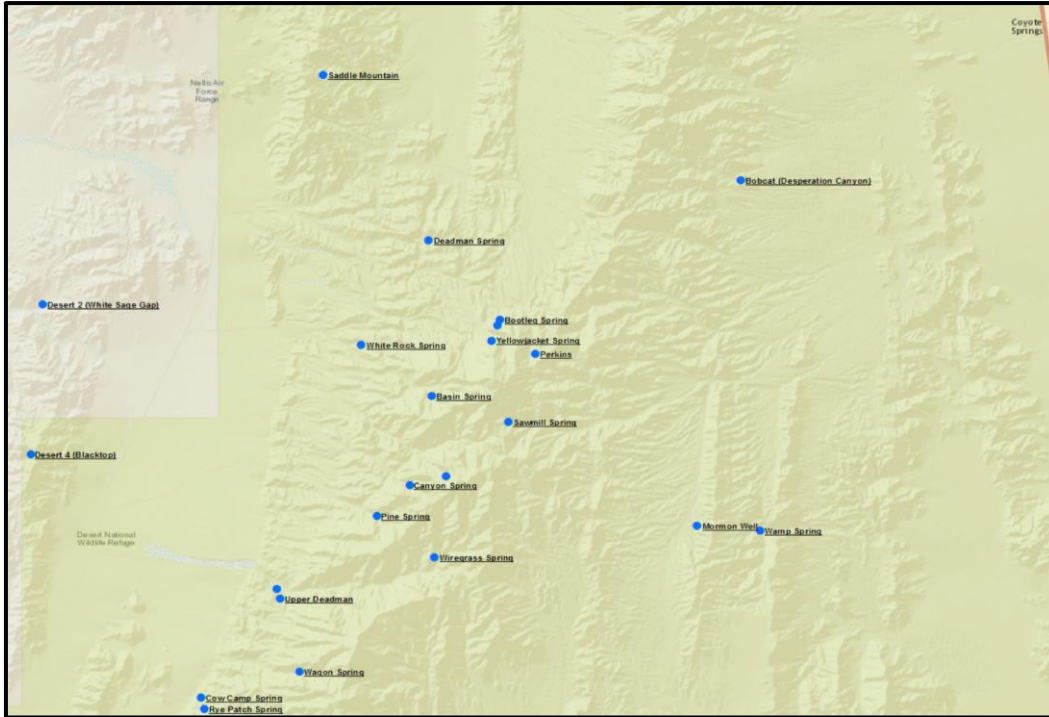 Coyote
Springs
Saddle Mountain
Nellis Air
Force
Range
Bobcat (Desperation Canyon)
Deadman Spring
Desert 2 (White Sage Gap)
Bootleg Spring
Yellowjacket Spring
White Rock Spring
Perkins
Basin Spring
Sawmill Spring
Desert 4 (Blacktop)
Canyon Spring
Pine Spring
Mormon Well
Wamp Spring
Desert National
Wildlife Refuge
Wiregrass Spring
Upper Deadman
Wagon Spring
Cow Camp Spring
Rye Patch Spring